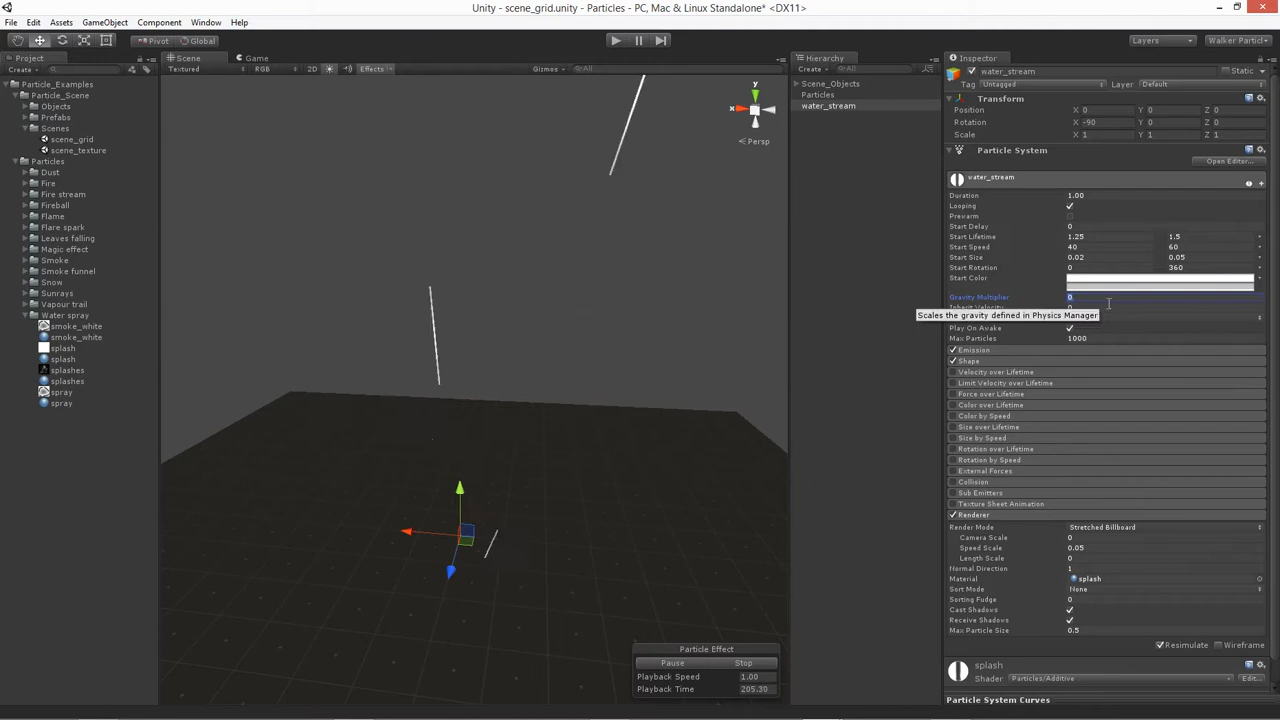 Unity - scene_grid.unity - Particles - PC, Mac & Linux Standalone* <DX11>
File Edit Assets GameObject Component Window Help
Pivot Global Layers Walker Particl
Project Scene Game Hierarchy Inspector
Create Textured RGB 2D Effects Gizmos All Create All
water_stream Static
Tag Untagged Layer Default
Particle_Examples
Particle_Scene
Objects
Prefabs
Scenes
scene_grid
scene_texture
Particles
Dust
Fire
Fire stream
Fireball
Flame
Flare spark
Leaves falling
Magic effect
Smoke
Smoke funnel
Snow
Sunrays
Vapour trail
Water spray
smoke_white
smoke_white
splash
splash
splashes
splashes
spray
spray
y
x
Persp
Particle Effect
Pause Stop
Playback Speed 1.00
Playback Time 205.30
Scene_Objects
Particles
water_stream
Transform
Position X 0 Y 0 Z 0
Rotation X -90 Y 0 Z 0
Scale X 1 Y 1 Z 1
Particle System
Open Editor...
water_stream
Duration 1.00
Looping
Prewarm
Start Delay 0
Start Lifetime 1.25 1.5
Start Speed 40 60
Start Size 0.02 0.05
Start Rotation 0 360
Start Color
Gravity Multiplier 0
Inherit Velocity 0
Scales the gravity defined in Physics Manager
Play On Awake
Max Particles 1000
Emission
Shape
Velocity over Lifetime
Limit Velocity over Lifetime
Force over Lifetime
Color over Lifetime
Color by Speed
Size over Lifetime
Size by Speed
Rotation over Lifetime
Rotation by Speed
External Forces
Collision
Sub Emitters
Texture Sheet Animation
Renderer
Render Mode Stretched Billboard
Camera Scale 0
Speed Scale 0.05
Length Scale 0
Normal Direction 1
Material splash
Sort Mode None
Sorting Fudge 0
Cast Shadows
Receive Shadows
Max Particle Size 0.5
Resimulate Wireframe
splash
Shader Particles/Additive Edit...
Particle System Curves